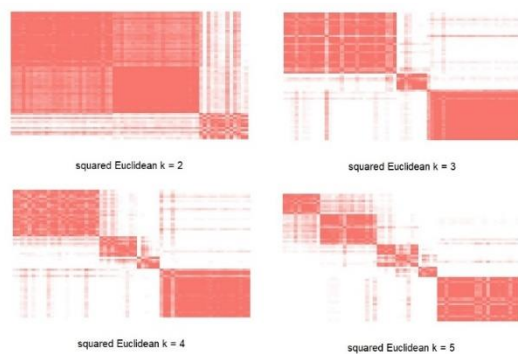 squared Euclidean k = 2
squared Euclidean k = 3
squared Euclidean k = 4
squared Euclidean k = 5